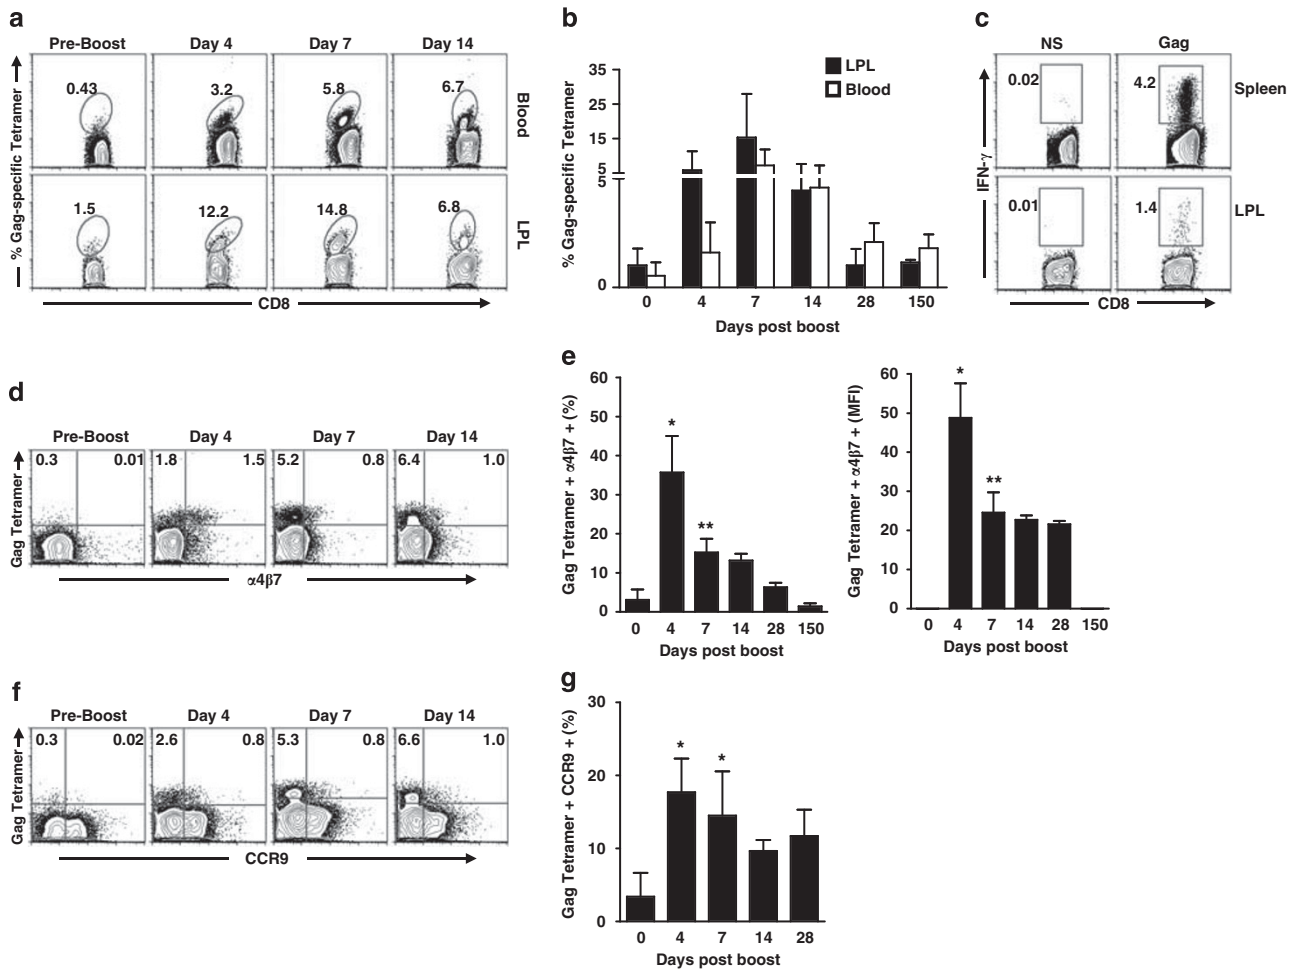 a
Pre-Boost Day 4 Day 7 Day 14
% Gag-specific Tetramer
0.43 3.2 5.8 6.7
Blood
1.5 12.2 14.8 6.8
LPL
CD8
b
% Gag-specific Tetramer
35
25
15
5
5
0
LPL
Blood
0 4 7 14 28 150
Days post boost
c
NS Gag
IFN-γ
0.02 4.2
Spleen
0.01 1.4
LPL
CD8
d
Pre-Boost Day 4 Day 7 Day 14
Gag Tetramer
0.3 0.01 1.8 1.5 5.2 0.8 6.4 1.0
α4β7
e
Gag Tetramer + α4β7 + (%)
60
50
40
30
20
10
0
*
**
0 4 7 14 28 150
Days post boost
Gag Tetramer + α4β7 + (MFI)
60
50
40
30
20
10
0
*
**
0 4 7 14 28 150
Days post boost
f
Pre-Boost Day 4 Day 7 Day 14
Gag Tetramer
0.3 0.02 2.6 0.8 5.3 0.8 6.6 1.0
CCR9
g
Gag Tetramer + CCR9 + (%)
30
20
10
0
* *
0 4 7 14 28
Days post boost